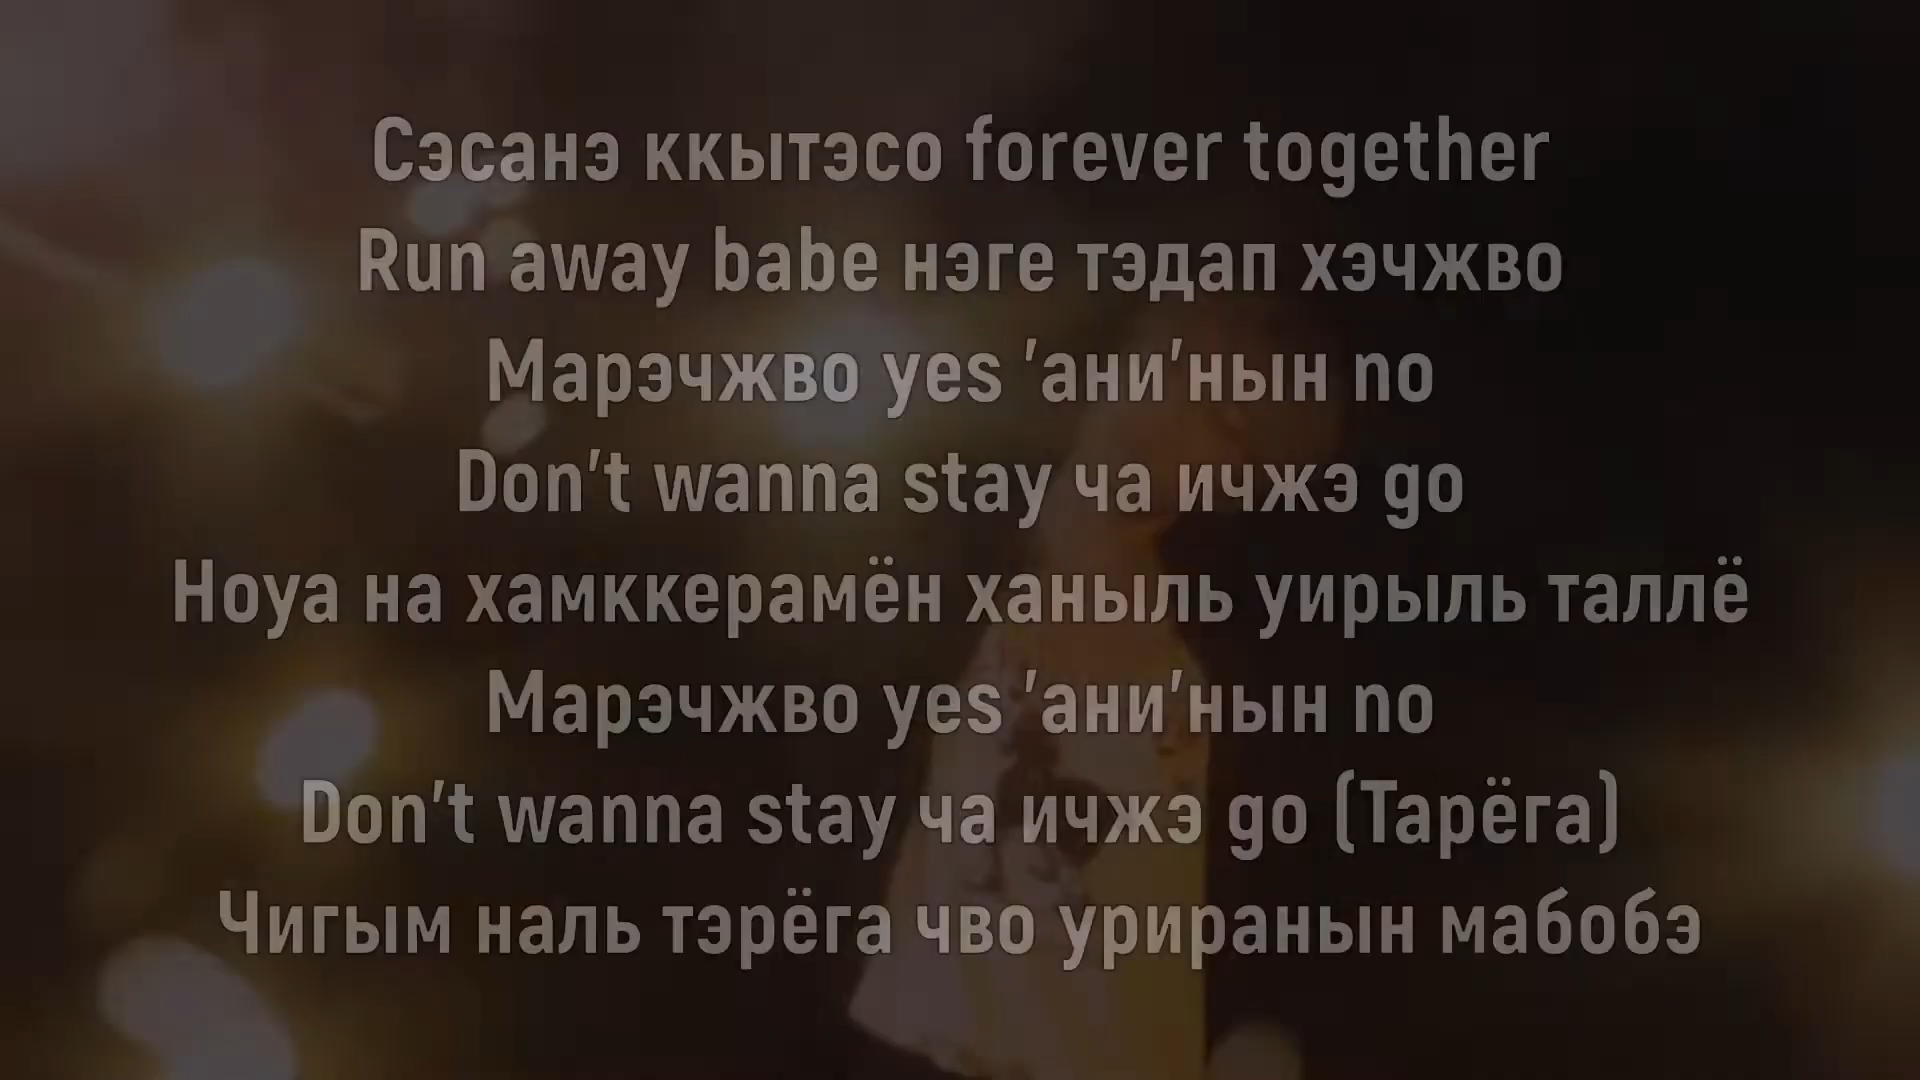 Сэсанэ ккытэсо forever together
Run away babe нэге тэдап хэчжво
Марэчжво yes 'ани'нын no
Don't wanna stay ча ичжэ go
Ноуа на хамккерамён ханыль уирыль таллё
Марэчжво yes 'ани'нын no
Don't wanna stay ча ичжэ go (Тарёга)
Чигым наль тэрёга чво уриранын мабобэ